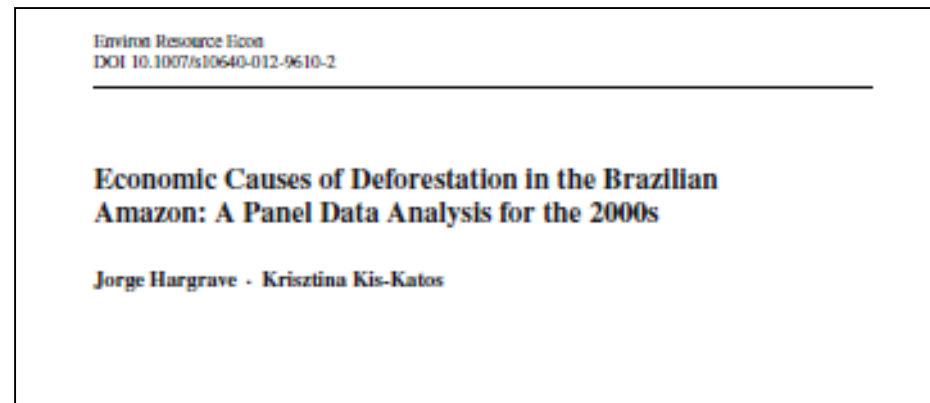 Environ Resource Econ
DOI 10.1007/s10640-012-9610-2
Economic Causes of Deforestation in the Brazilian
Amazon: A Panel Data Analysis for the 2000s
Jorge Hargrave · Krisztina Kis-Katos